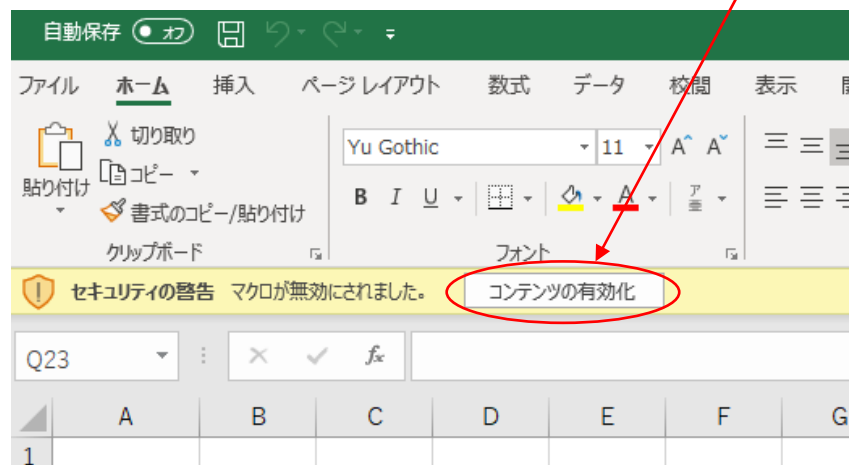 自動保存 オフ
ファイル ホーム 挿入 ページ レイアウト 数式 データ 校閲 表示
切り取り
コピー
貼り付け
書式のコピー/貼り付け
クリップボード
Yu Gothic 11 A A
B I U A ア 亜
フォント
セキュリティの警告 マクロが無効にされました。 コンテンツの有効化
Q23 fx
A B C D E F G
1